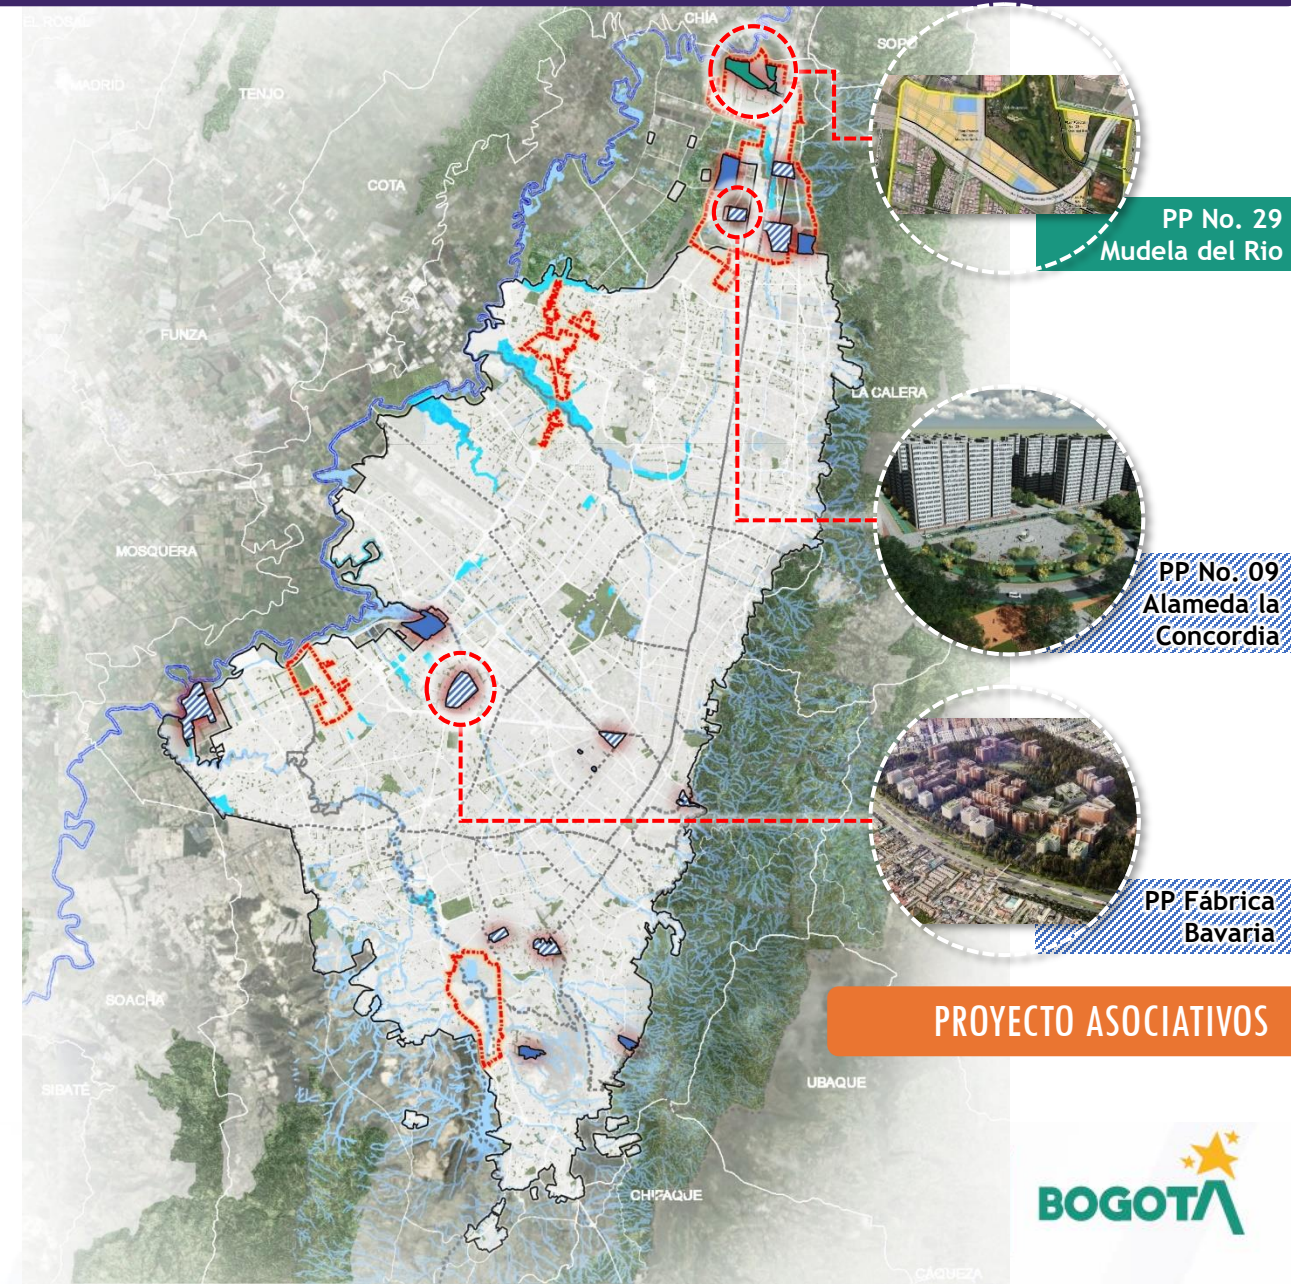 EL ROSAL
CHÍA
SOPÓ
MADRID
TENJO
COTA
PP No. 29
Mudela del Rio
FUNZA
LA CALERA
MOSQUERA
PP No. 09
Alameda la
Concordia
PP Fábrica
Bavaria
SOACHA
PROYECTO ASOCIATIVOS
SIBATÉ
UBAQUE
CHIPAQUE
BOGOTÁ
CAQUEZA